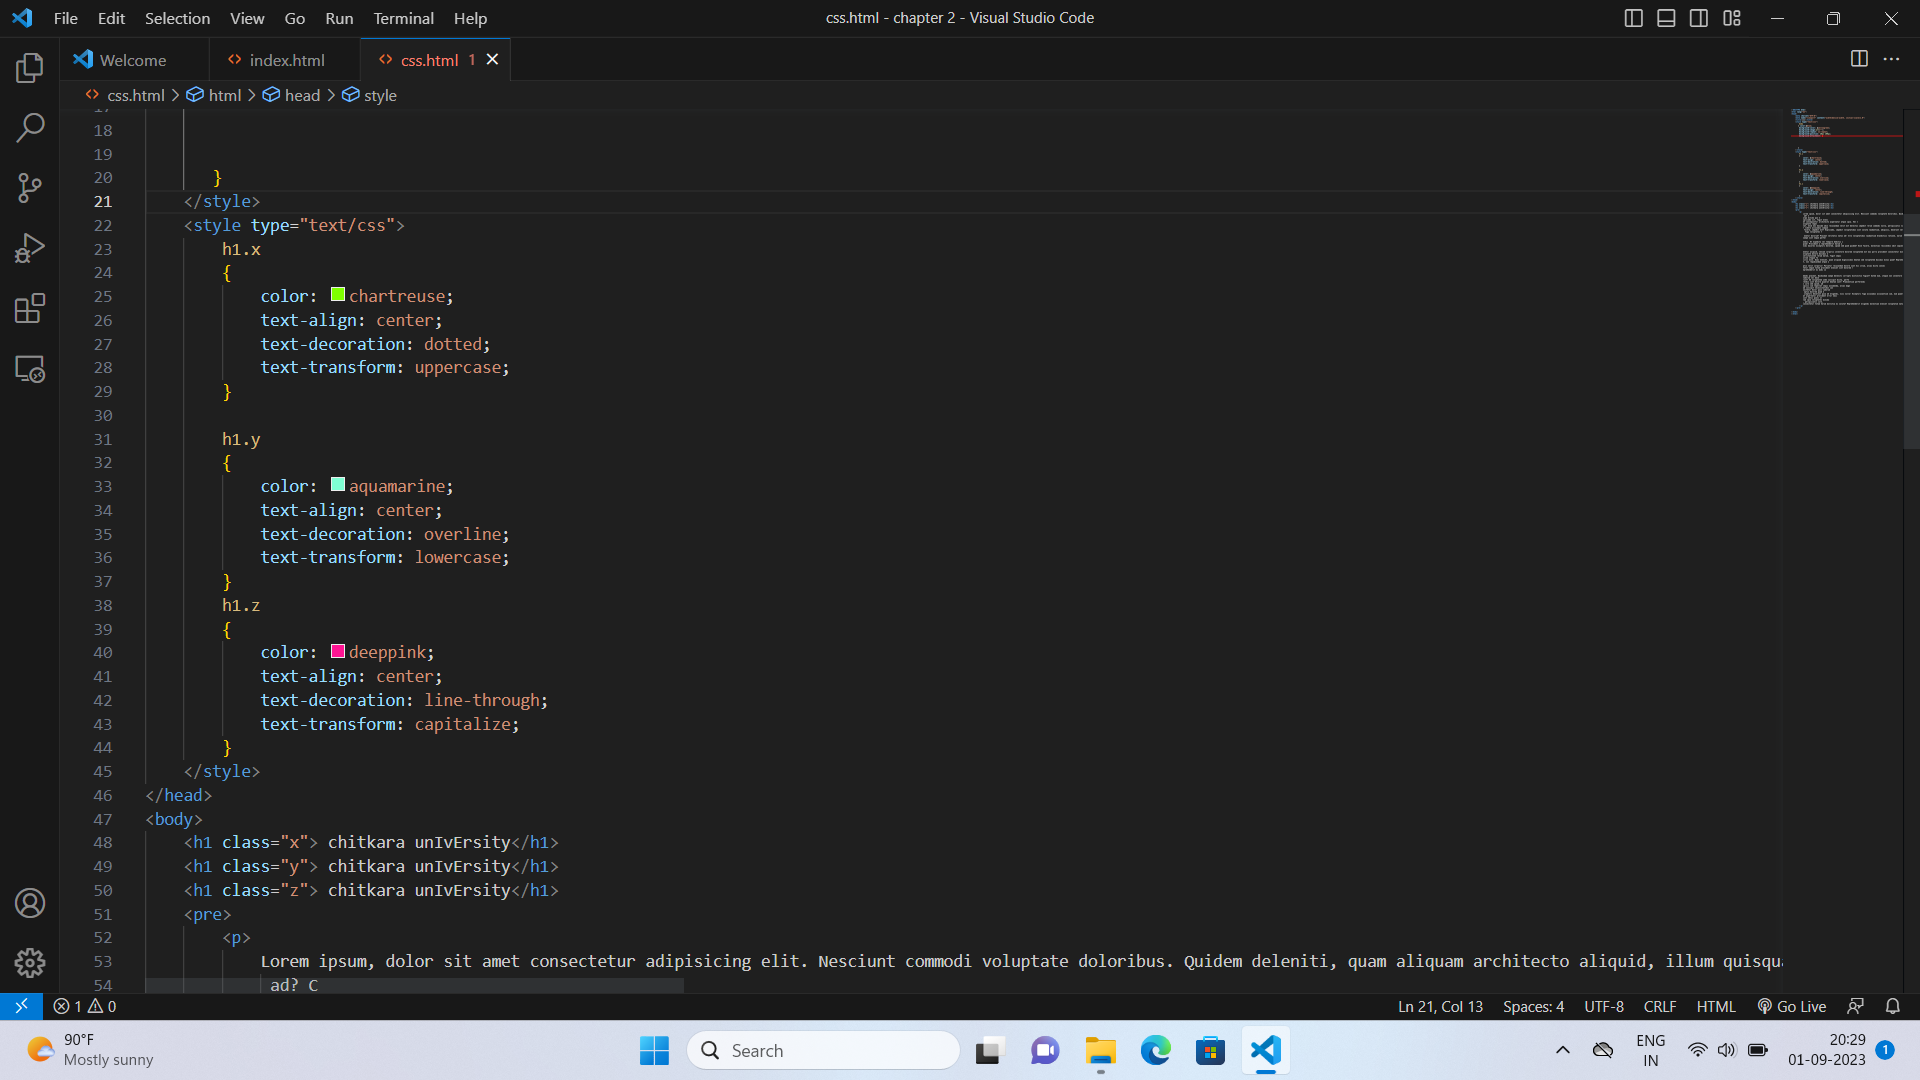 File Edit Selection View Go Run Terminal Help
css.html - chapter 2 - Visual Studio Code
Welcome
index.html
css.html 1
css.html > html > head > style
18
19
20 }
21 </style>
22 <style type="text/css">
23 h1.x
24 {
25 color: chartreuse;
26 text-align: center;
27 text-decoration: dotted;
28 text-transform: uppercase;
29 }
30
31 h1.y
32 {
33 color: aquamarine;
34 text-align: center;
35 text-decoration: overline;
36 text-transform: lowercase;
37 }
38 h1.z
39 {
40 color: deeppink;
41 text-align: center;
42 text-decoration: line-through;
43 text-transform: capitalize;
44 }
45 </style>
46 </head>
47 <body>
48 <h1 class="x"> chitkara unIvErsity</h1>
49 <h1 class="y"> chitkara unIvErsity</h1>
50 <h1 class="z"> chitkara unIvErsity</h1>
51 <pre>
52 <p>
53 Lorem ipsum, dolor sit amet consectetur adipisicing elit. Nesciunt commodi voluptate doloribus. Quidem deleniti, quam aliquam architecto aliquid, illum quisqu
54 ad? C
1 0
Ln 21, Col 13 Spaces: 4 UTF-8 CRLF HTML Go Live
90°F
Mostly sunny
Search
ENG
IN
20:29
01-09-2023
1